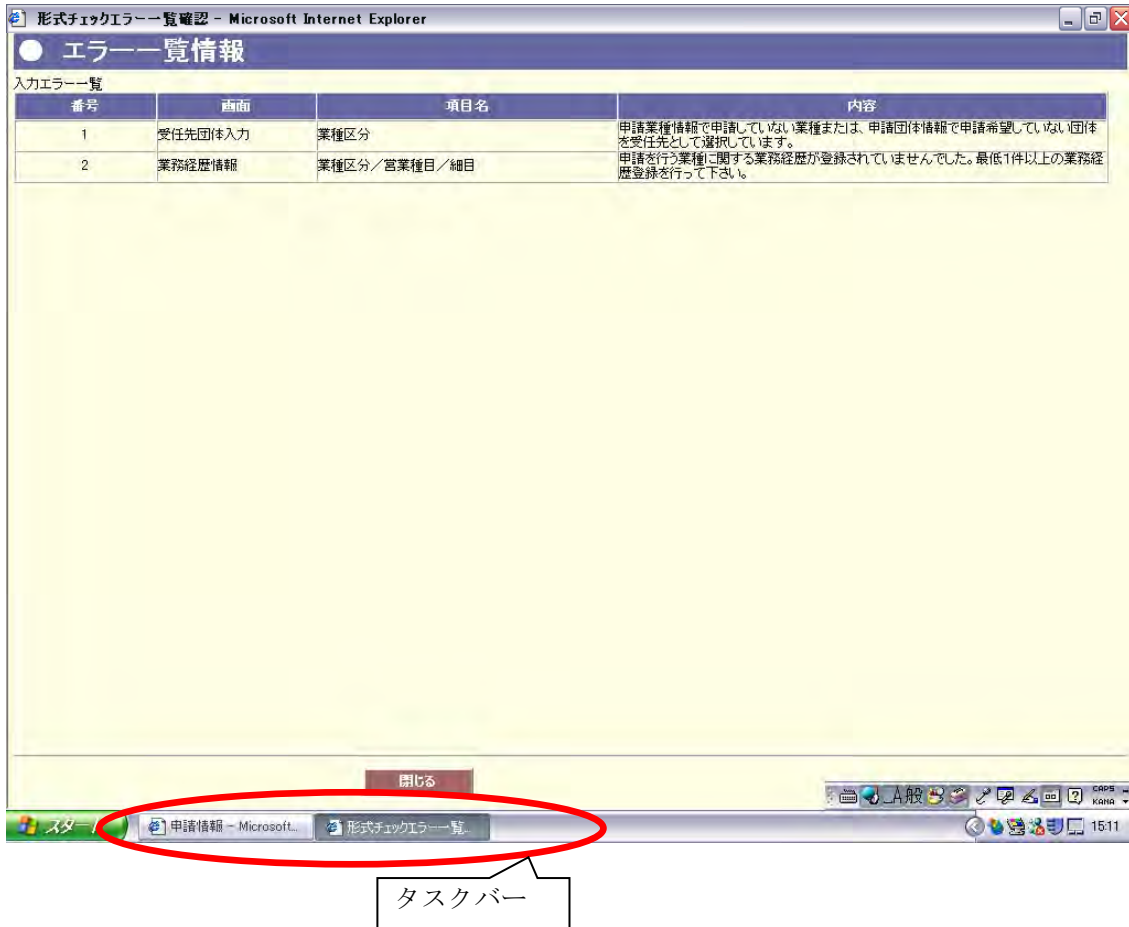 形式チェックエラー一覧確認 - Microsoft Internet Explorer
● エラー一覧情報
入力エラー一覧
番号 画面 項目名 内容
1 受任先団体入力 業種区分 申請業種情報で申請していない業種または、申請団体情報で申請希望していない団体
を受任先として選択しています。
2 業務経歴情報 業種区分／営業種目／細目 申請を行う業種に関する業務経歴が登録されていませんでした。最低1件以上の業務経
歴登録を行って下さい。
閉じる
A般 CAPS
KANA
スタート 申請情報 - Microsoft... 形式チェックエラー一覧... 15:11
タスクバー